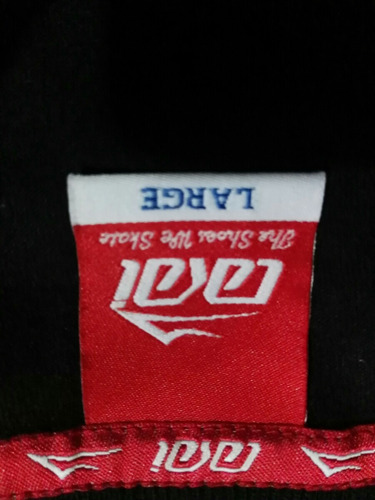 LAKAI
LAKAI
The Shoes We Skate
LARGE